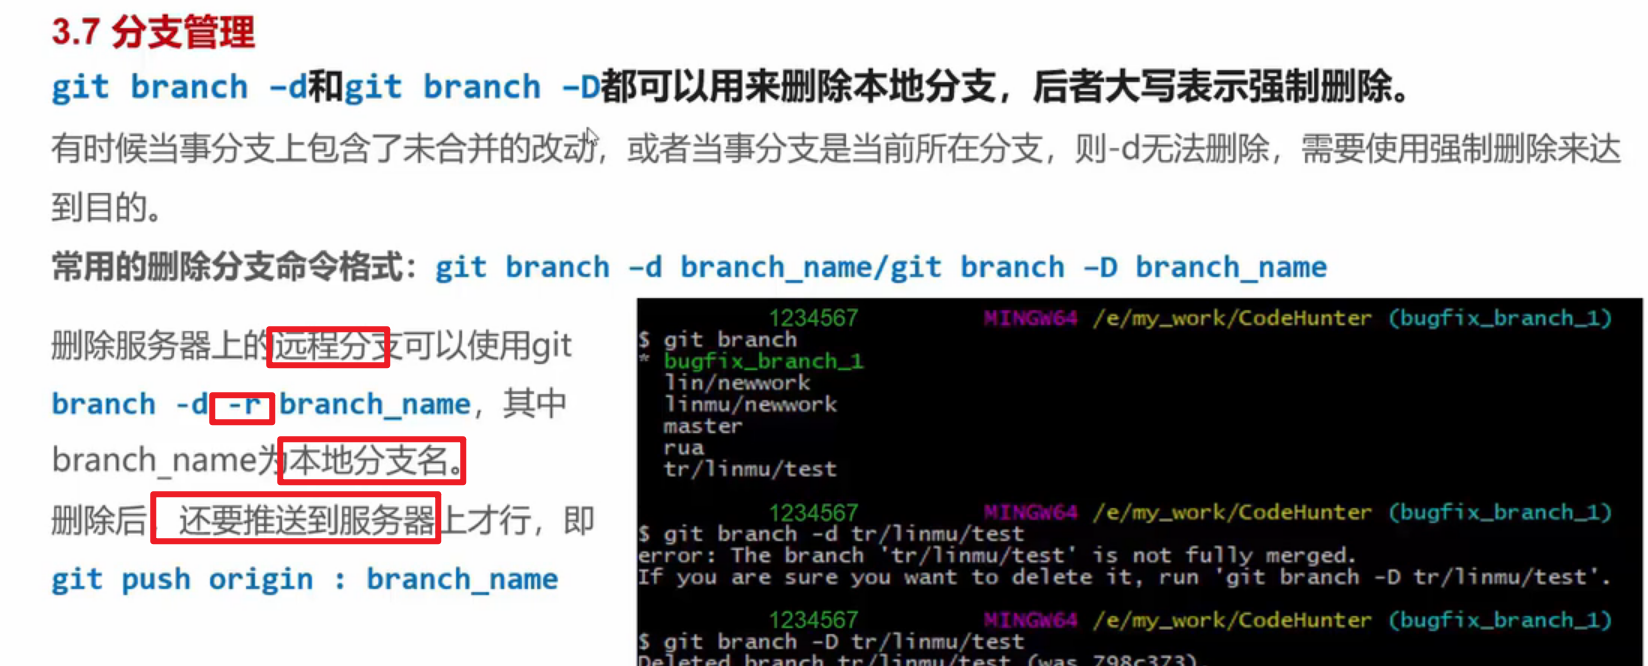 3.7 分支管理
git branch –d和git branch –D都可以用来删除本地分支，后者大写表示强制删除。
有时候当事分支上包含了未合并的改动，或者当事分支是当前所在分支，则-d无法删除，需要使用强制删除来达
到目的。
常用的删除分支命令格式：git branch –d branch_name/git branch –D branch_name
删除服务器上的远程分支可以使用git
branch -d -r branch_name，其中
branch_name为本地分支名。
删除后，还要推送到服务器上才行，即
git push origin : branch_name
1234567 MINGW64 /e/my_work/CodeHunter (bugfix_branch_1)
$ git branch
* bugfix_branch_1
lin/newwork
linmu/newwork
master
rua
tr/linmu/test
1234567 MINGW64 /e/my_work/CodeHunter (bugfix_branch_1)
$ git branch -d tr/linmu/test
error: The branch 'tr/linmu/test' is not fully merged.
If you are sure you want to delete it, run 'git branch -D tr/linmu/test'.
1234567 MINGW64 /e/my_work/CodeHunter (bugfix_branch_1)
$ git branch -D tr/linmu/test
Deleted branch tr/linmu/test (was 798c373).